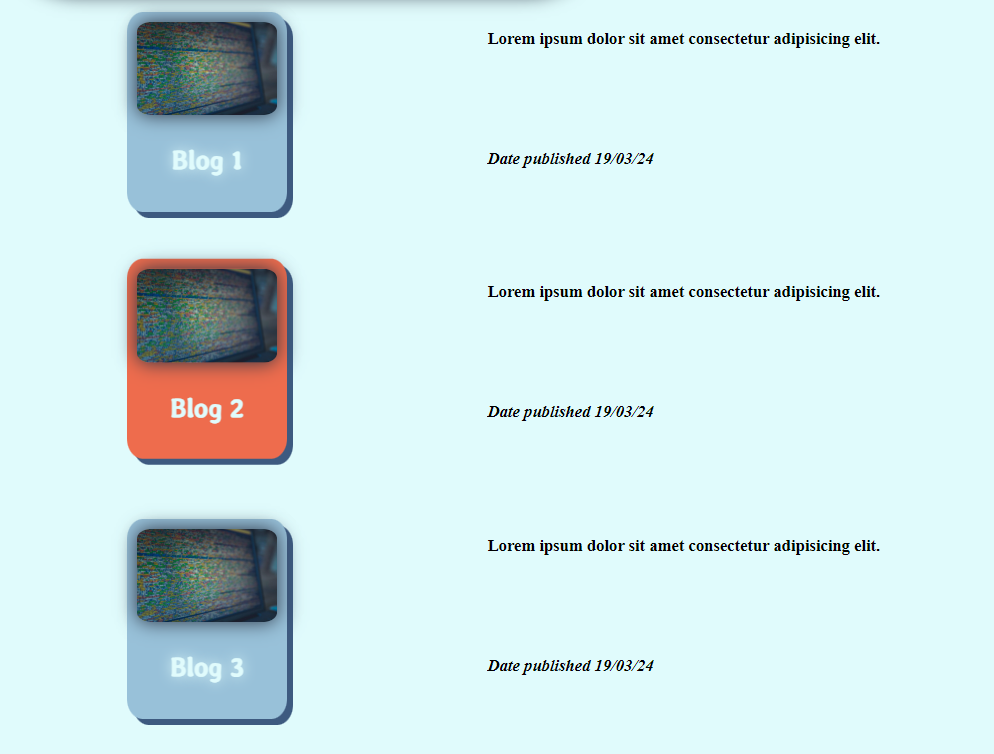 Lorem ipsum dolor sit amet consectetur adipisicing elit.
Blog 1
Date published 19/03/24
Lorem ipsum dolor sit amet consectetur adipisicing elit.
Blog 2
Date published 19/03/24
Lorem ipsum dolor sit amet consectetur adipisicing elit.
Blog 3
Date published 19/03/24